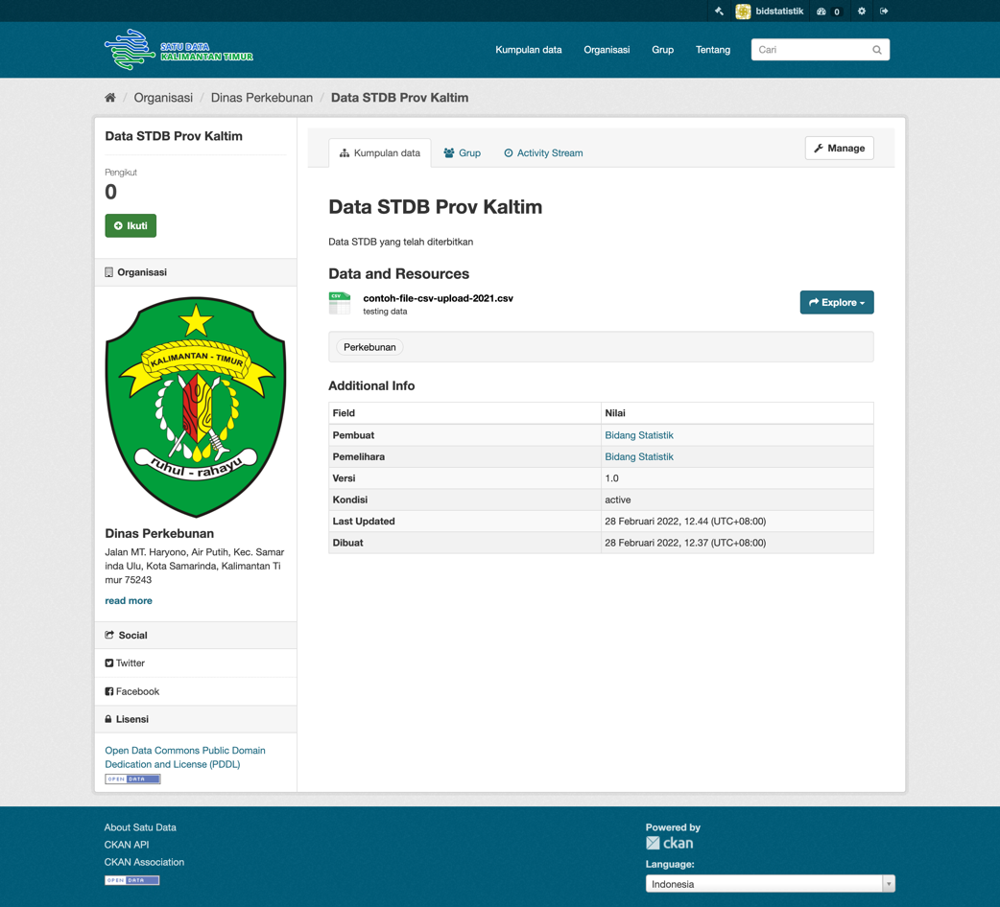 bidstatistik 0
SATU DATA
KALIMANTAN TIMUR
Kumpulan data Organisasi Grup Tentang Cari
/ Organisasi / Dinas Perkebunan / Data STDB Prov Kaltim
Data STDB Prov Kaltim
Pengikut
0
Ikuti
Organisasi
KALIMANTAN - TIMUR
ruhui - rahayu
Dinas Perkebunan
Jalan MT. Haryono, Air Putih, Kec. Samar
inda Ulu, Kota Samarinda, Kalimantan Ti
mur 75243
read more
Social
Twitter
Facebook
Lisensi
Open Data Commons Public Domain
Dedication and License (PDDL)
OPEN DATA
Kumpulan data Grup Activity Stream Manage
Data STDB Prov Kaltim
Data STDB yang telah diterbitkan
Data and Resources
CSV
contoh-file-csv-upload-2021.csv
testing data
Explore
Perkebunan
Additional Info
Field Nilai
Pembuat Bidang Statistik
Pemelihara Bidang Statistik
Versi 1.0
Kondisi active
Last Updated 28 Februari 2022, 12.44 (UTC+08:00)
Dibuat 28 Februari 2022, 12.37 (UTC+08:00)
About Satu Data
CKAN API
CKAN Association
OPEN DATA
Powered by
ckan
Language:
Indonesia